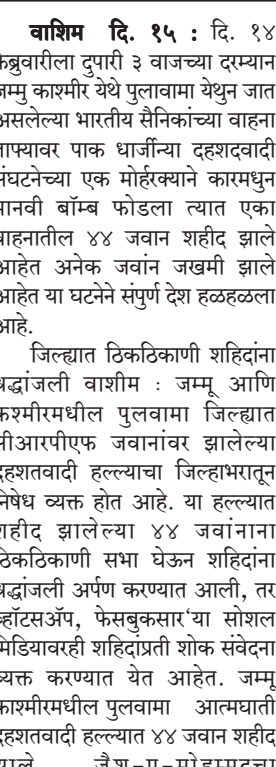 वाशिम दि. १५ : दि. १४
फेब्रुवारीला दुपारी ३ वाजच्या दरम्यान
जम्मु काश्मीर येथे पुलावामा येथुन जात
असलेल्या भारतीय सैनिकांच्या वाहना
ताफ्यावर पाक धार्जीन्या दहशदवादी
संघटनेच्या एक मोर्हरक्याने कारमधुन
मानवी बॉम्ब फोडला त्यात एका
वाहनातील ४४ जवान शहीद झाले
आहेत अनेक जवांन जखमी झाले
आहेत या घटनेने संपुर्ण देश हळहळला
आहे.
जिल्ह्यात ठिकठिकाणी शहिदांना
श्रद्धांजली वाशीम : जम्मू आणि
कश्मीरमधील पुलवामा जिल्ह्यात
सीआरपीएफ जवानांवर झालेल्या
दहशतवादी हल्ल्याचा जिल्हाभरातून
निषेध व्यक्त होत आहे. या हल्ल्यात
शहीद झालेल्या ४४ जवांनाना
ठिकठिकाणी सभा घेऊन शहिदांना
श्रद्धांजली अर्पण करण्यात आली, तर
व्हॉटसॲप, फेसबुकसार‘या सोशल
मिडियावरही शहिदांप्रती शोक संवेदना
व्यक्त करण्यात येत आहेत. जम्मू
काश्मीरमधील पुलवामा आत्मघाती
दहशतवादी हल्ल्यात ४४ जवान शहीद
झाले जैश-ए-मोहम्मदच्या